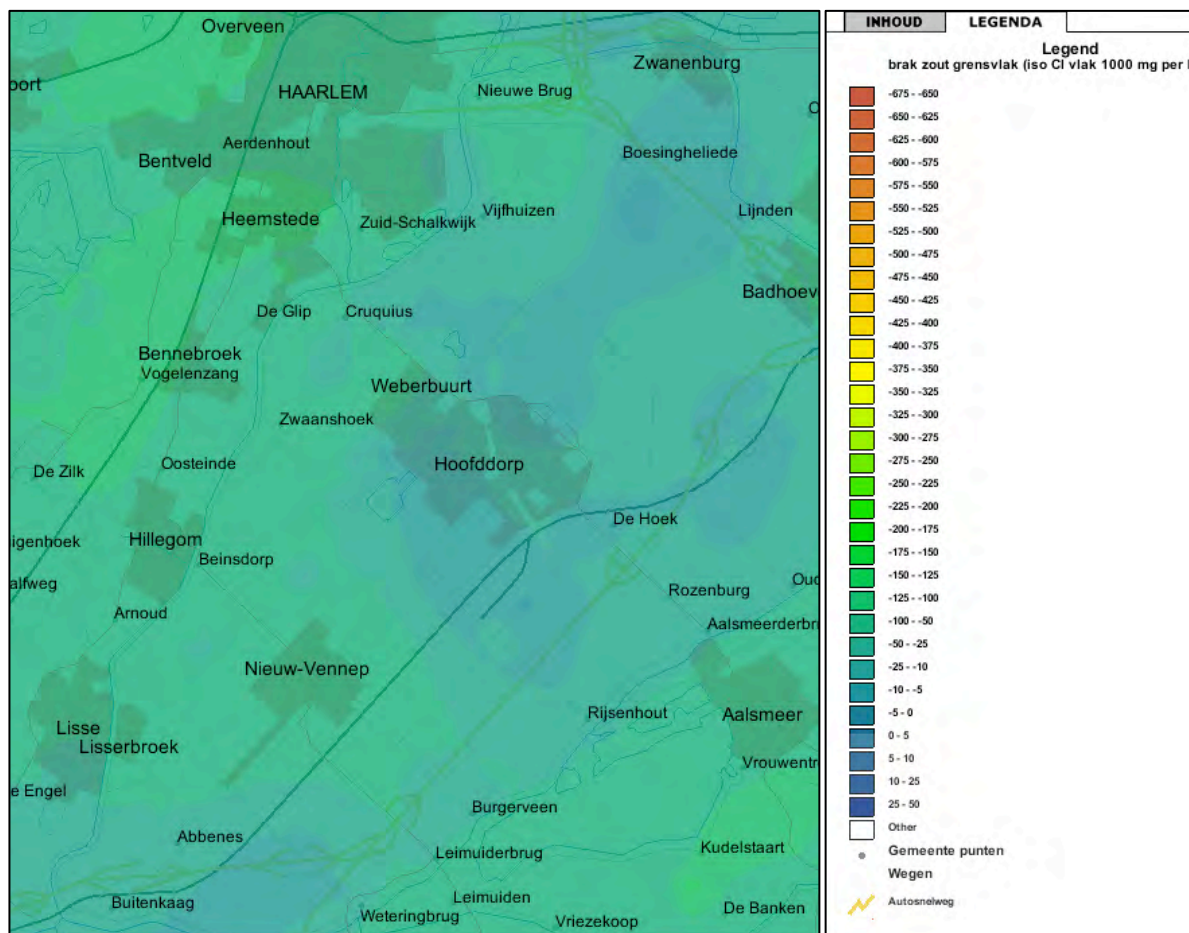 Overveen
Zwanenburg
oort
HAARLEM
Nieuwe Brug
Aerdenhout
Bentveld
Boesingheliede
Heemstede
Zuid-Schalkwijk
Vijfhuizen
Lijnden
Badhoev
De Glip
Cruquius
Bennebroek
Vogelenzang
Weberbuurt
Zwaanshoek
De Zilk
Oosteinde
Hoofddorp
De Hoek
igenhoek
Hillegom
Beinsdorp
alfweg
Rozenburg
Oud
Arnoud
Aalsmeerderbru
Nieuw-Vennep
Lisse
Lisserbroek
Rijsenhout
Aalsmeer
Vrouwentr
e Engel
Burgerveen
Abbenes
Leimuiderbrug
Kudelstaart
Buitenkaag
Weteringbrug
Leimuiden
Vriezekoop
De Banken
INHOUD
LEGENDA
Legend
brak zout grensvlak (iso Cl vlak 1000 mg per l
-675 - -650
-650 - -625
-625 - -600
-600 - -575
-575 - -550
-550 - -525
-525 - -500
-500 - -475
-475 - -450
-450 - -425
-425 - -400
-400 - -375
-375 - -350
-350 - -325
-325 - -300
-300 - -275
-275 - -250
-250 - -225
-225 - -200
-200 - -175
-175 - -150
-150 - -125
-125 - -100
-100 - -50
-50 - -25
-25 - -10
-10 - -5
-5 - 0
0 - 5
5 - 10
10 - 25
25 - 50
Other
Gemeente punten
Wegen
Autosnelweg